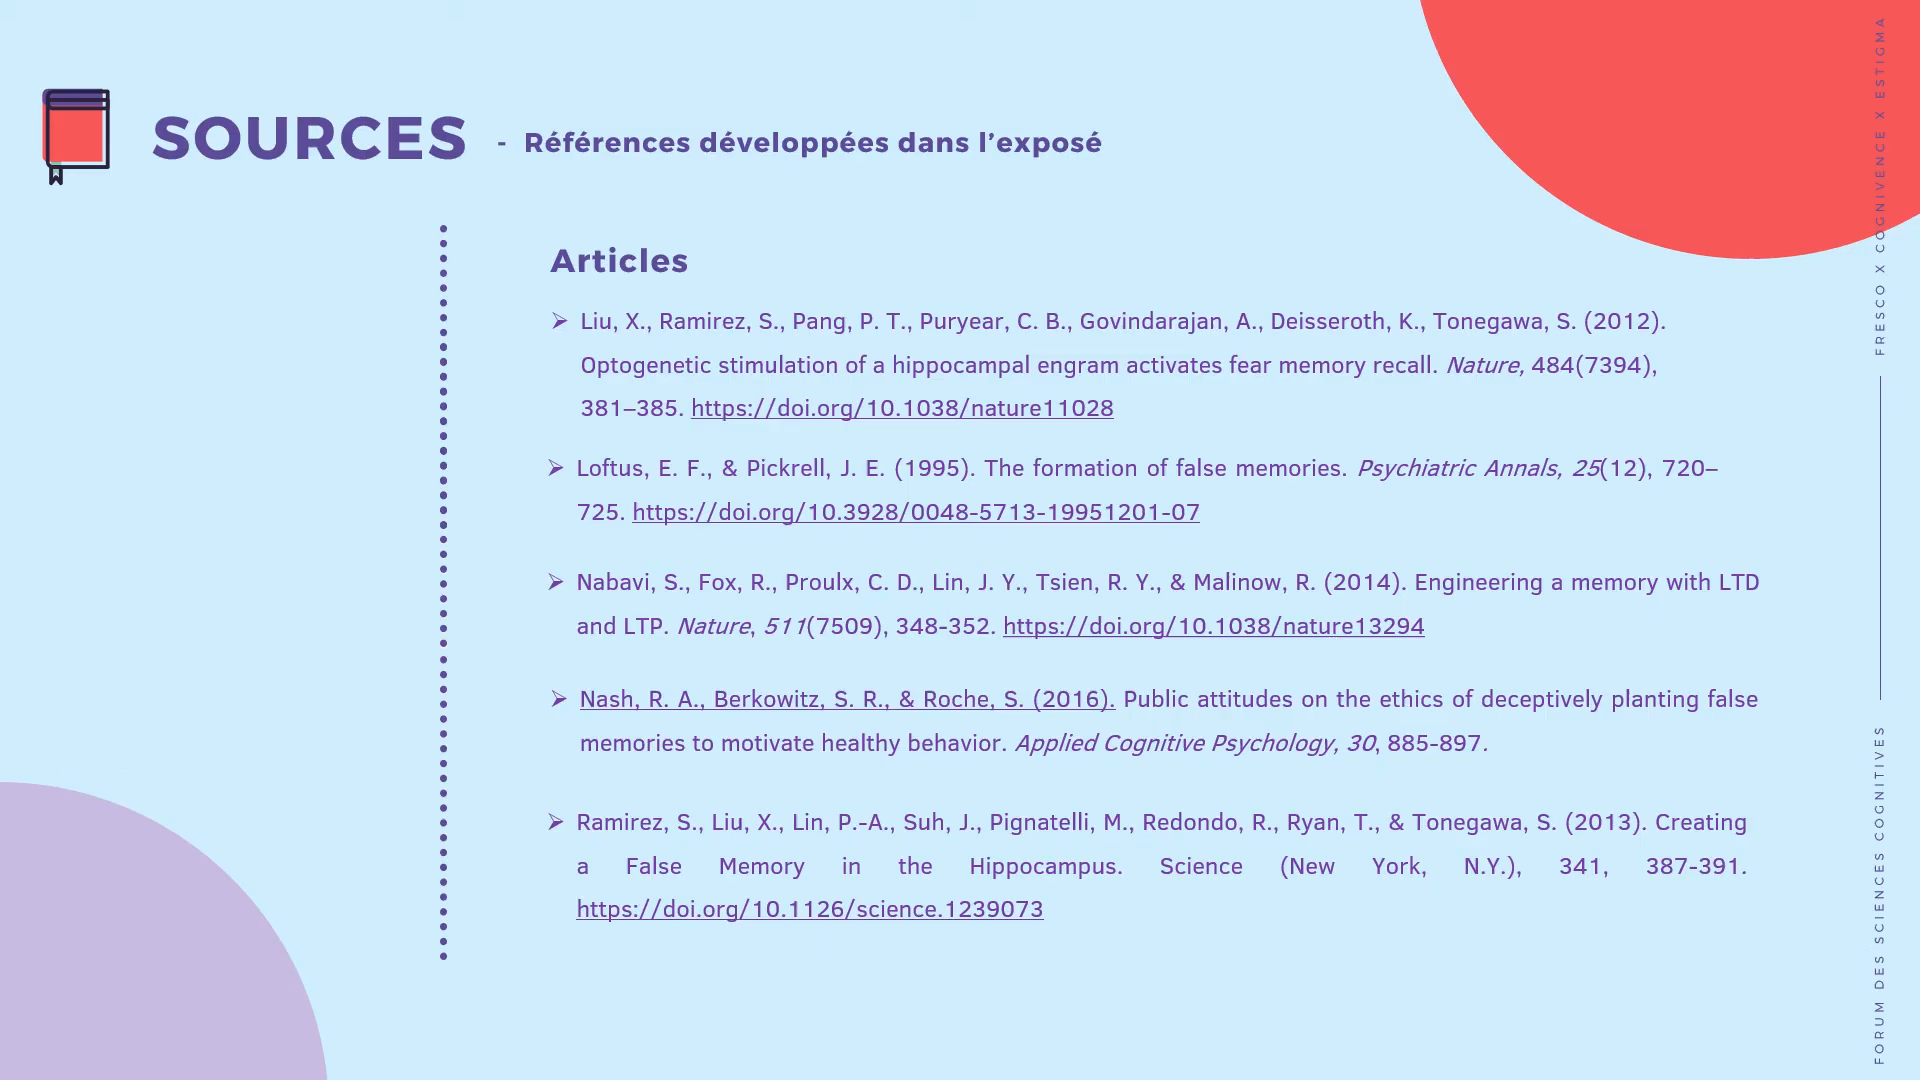 SOURCES - Références développées dans l’exposé
Articles
➢ Liu, X., Ramirez, S., Pang, P. T., Puryear, C. B., Govindarajan, A., Deisseroth, K., Tonegawa, S. (2012).
Optogenetic stimulation of a hippocampal engram activates fear memory recall. Nature, 484(7394),
381–385. https://doi.org/10.1038/nature11028
➢ Loftus, E. F., & Pickrell, J. E. (1995). The formation of false memories. Psychiatric Annals, 25(12), 720–
725. https://doi.org/10.3928/0048-5713-19951201-07
➢ Nabavi, S., Fox, R., Proulx, C. D., Lin, J. Y., Tsien, R. Y., & Malinow, R. (2014). Engineering a memory with LTD
and LTP. Nature, 511(7509), 348-352. https://doi.org/10.1038/nature13294
➢ Nash, R. A., Berkowitz, S. R., & Roche, S. (2016). Public attitudes on the ethics of deceptively planting false
memories to motivate healthy behavior. Applied Cognitive Psychology, 30, 885-897.
➢ Ramirez, S., Liu, X., Lin, P.-A., Suh, J., Pignatelli, M., Redondo, R., Ryan, T., & Tonegawa, S. (2013). Creating
a False Memory in the Hippocampus. Science (New York, N.Y.), 341, 387-391.
https://doi.org/10.1126/science.1239073
FORUM DES SCIENCES COGNITIVES
FRESCO X COGNIVENCE X ESTIGMA